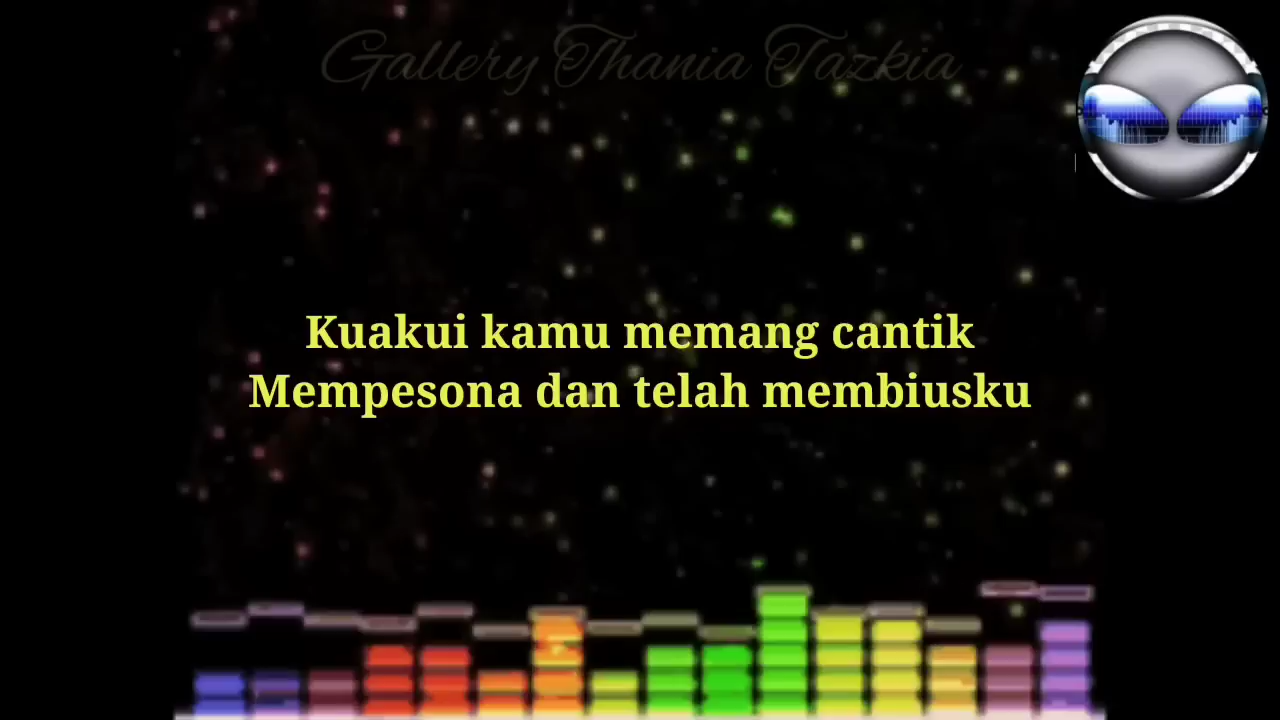 Gallery Thania Tazkia
Kuakui kamu memang cantik
Mempesona dan telah membiusku